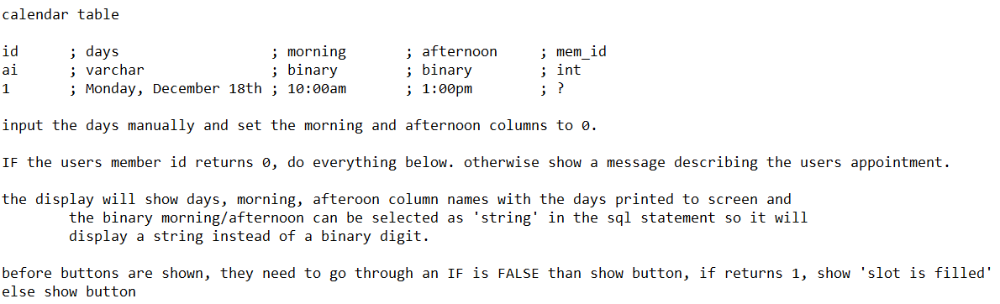 calendar table
id ; days ; morning ; afternoon ; mem_id
ai ; varchar ; binary ; binary ; int
1 ; Monday, December 18th ; 10:00am ; 1:00pm ; ?
input the days manually and set the morning and afternoon columns to 0.
IF the users member id returns 0, do everything below. otherwise show a message describing the users appointment.
the display will show days, morning, afteroon column names with the days printed to screen and
the binary morning/afternoon can be selected as 'string' in the sql statement so it will
display a string instead of a binary digit.
before buttons are shown, they need to go through an IF is FALSE than show button, if returns 1, show 'slot is filled'
else show button